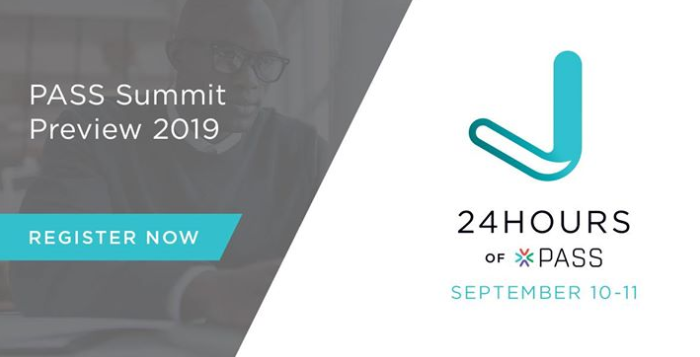 PASS Summit
Preview 2019
REGISTER NOW
24HOURS
OF PASS
SEPTEMBER 10-11